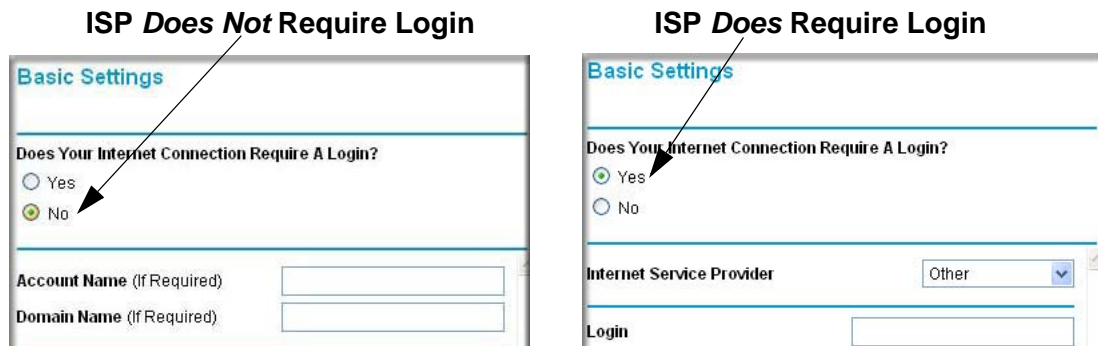 ISP Does Not Require Login
Basic Settings
Does Your Internet Connection Require A Login?
Yes
No
Account Name (If Required)
Domain Name (If Required)
ISP Does Require Login
Basic Settings
Does Your Internet Connection Require A Login?
Yes
No
Internet Service Provider
Other
Login